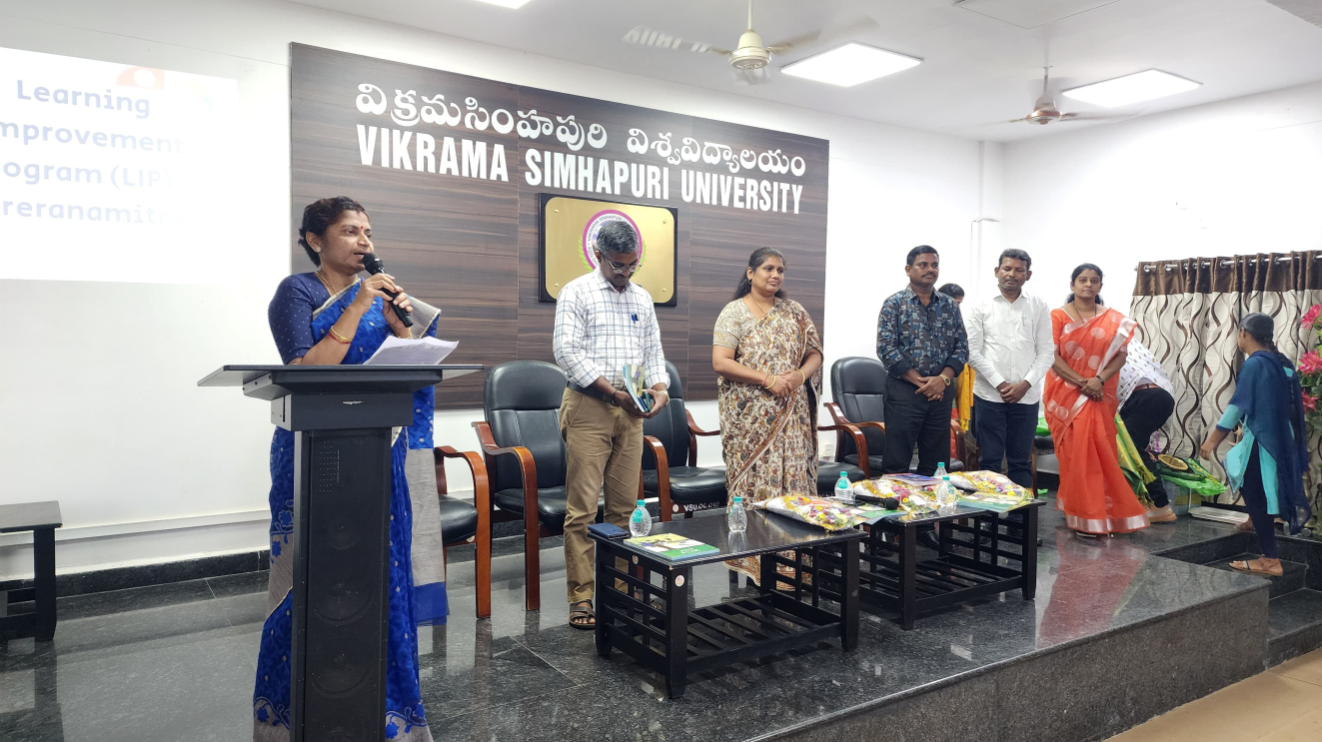 Learning
mprovement
ogram (LIP)
reranamitr
విక్రమసింహపురి విశ్వవిద్యాలయం
VIKRAMA SIMHAPURI UNIVERSITY